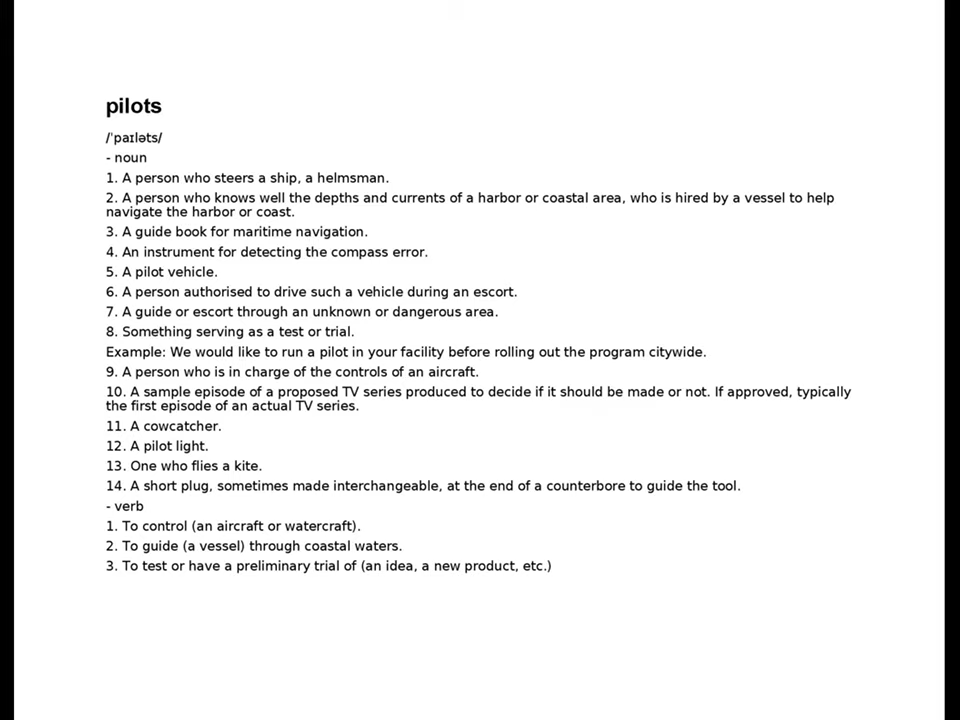 pilots
/ˈpaɪləts/
- noun
1. A person who steers a ship, a helmsman.
2. A person who knows well the depths and currents of a harbor or coastal area, who is hired by a vessel to help
navigate the harbor or coast.
3. A guide book for maritime navigation.
4. An instrument for detecting the compass error.
5. A pilot vehicle.
6. A person authorised to drive such a vehicle during an escort.
7. A guide or escort through an unknown or dangerous area.
8. Something serving as a test or trial.
Example: We would like to run a pilot in your facility before rolling out the program citywide.
9. A person who is in charge of the controls of an aircraft.
10. A sample episode of a proposed TV series produced to decide if it should be made or not. If approved, typically
the first episode of an actual TV series.
11. A cowcatcher.
12. A pilot light.
13. One who flies a kite.
14. A short plug, sometimes made interchangeable, at the end of a counterbore to guide the tool.
- verb
1. To control (an aircraft or watercraft).
2. To guide (a vessel) through coastal waters.
3. To test or have a preliminary trial of (an idea, a new product, etc.)